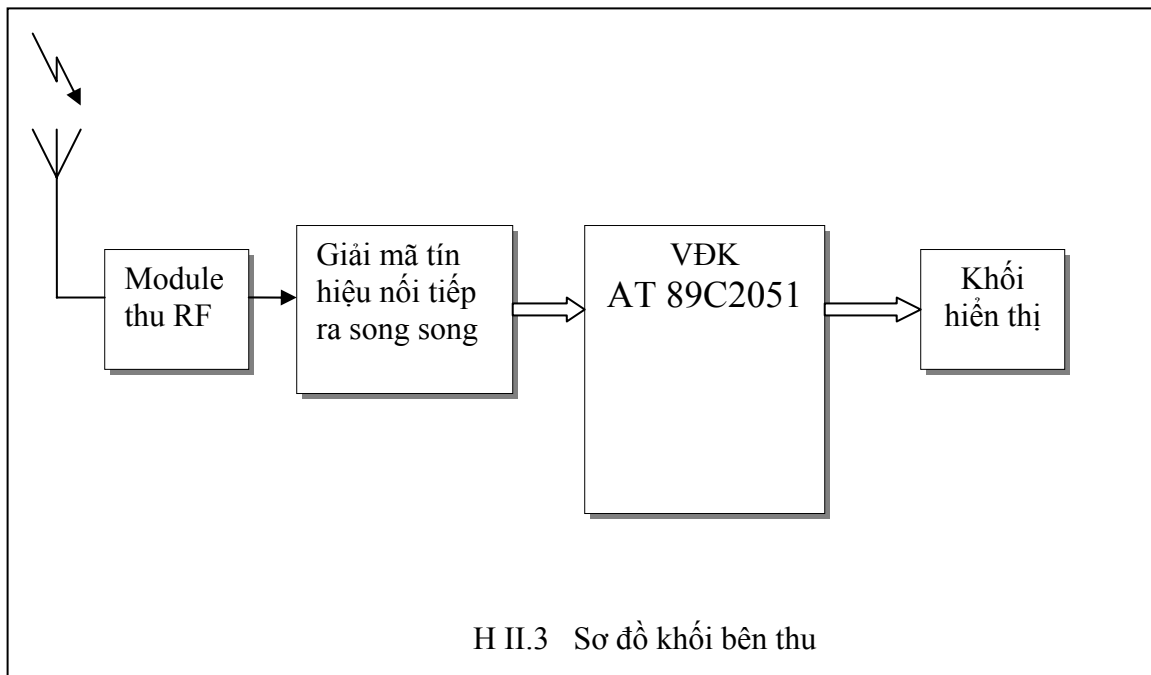 Module
thu RF
Giải mã tín
hiệu nối tiếp
ra song song
VĐK
AT 89C2051
Khối
hiển thị
H II.3 Sơ đồ khối bên thu